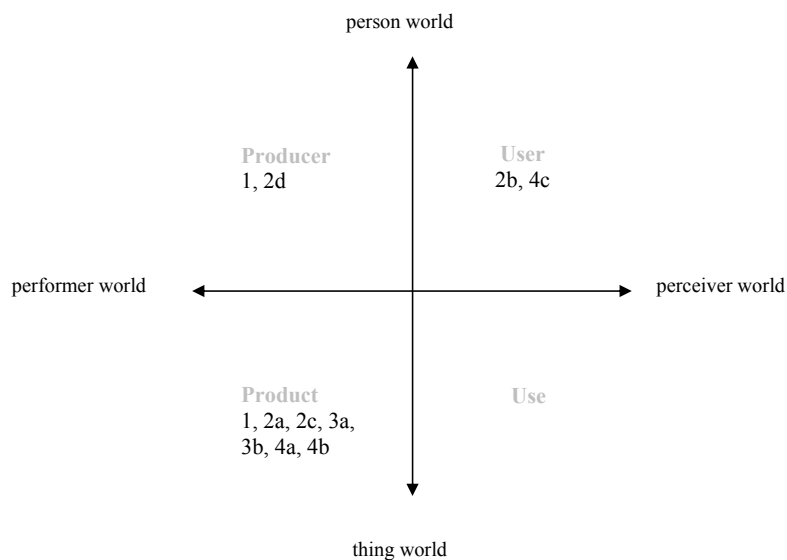 person world
Producer
1, 2d
User
2b, 4c
performer world
perceiver world
Product
1, 2a, 2c, 3a,
3b, 4a, 4b
Use
thing world